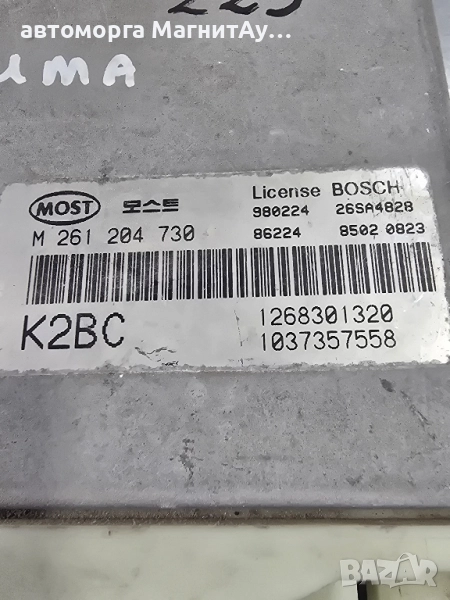 автоморга МагнитАу...
MOST 모스트
License BOSCH
980224 26SA4828
M 261 204 730
86224 8502 0823
K2BC
1268301320
1037357558
BAZAR